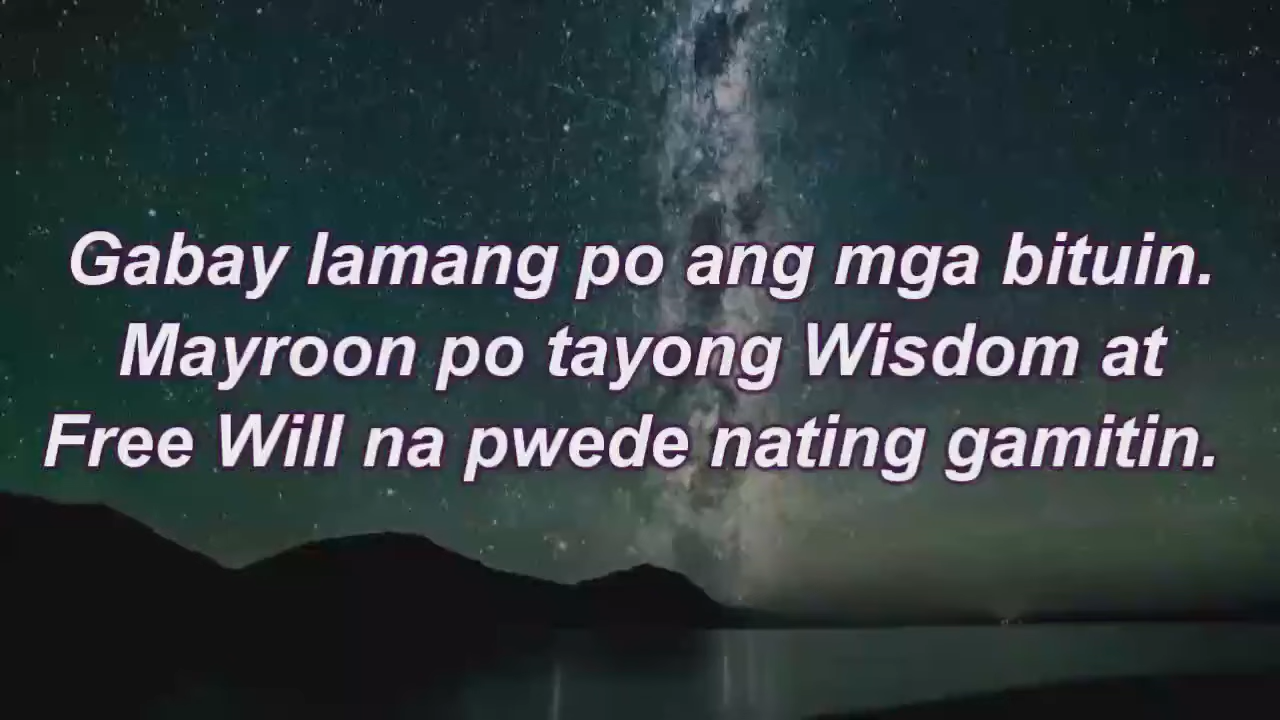 Gabay lamang po ang mga bituin.
Mayroon po tayong Wisdom at
Free Will na pwede nating gamitin.